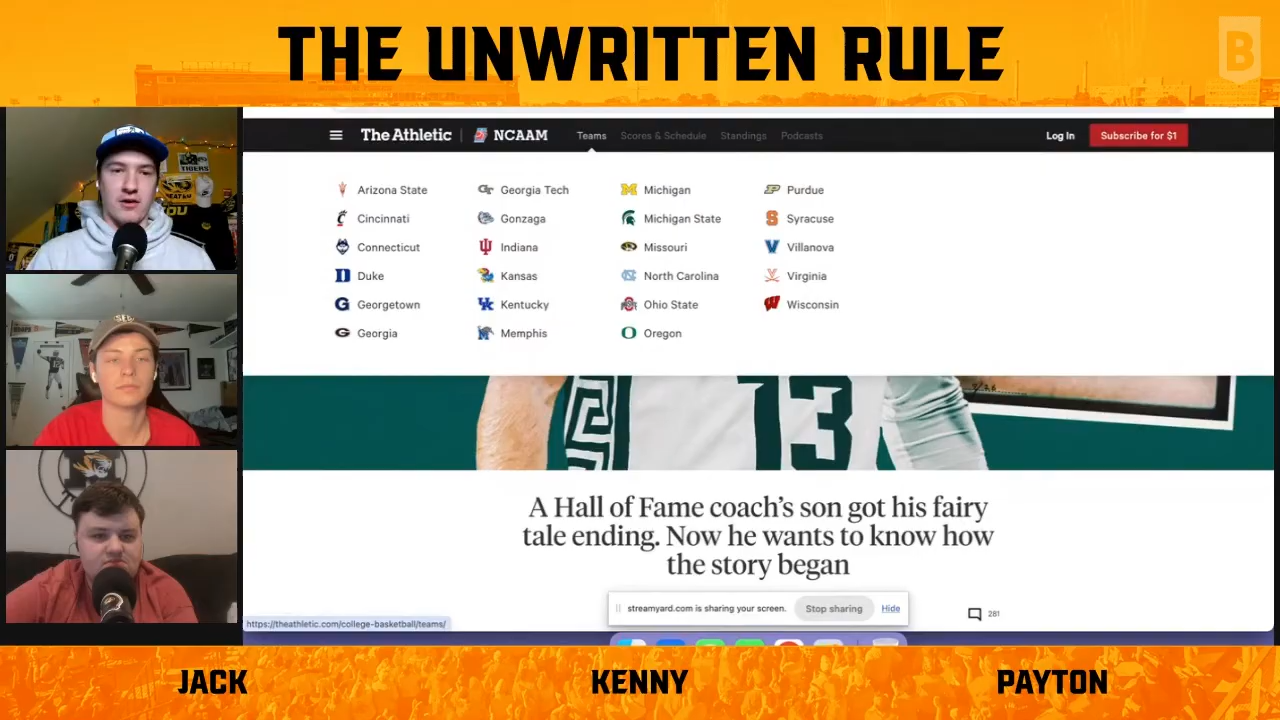 THE UNWRITTEN RULE
B
The Athletic
NCAAM
Teams
Scores & Schedule
Standings
Podcasts
Log In
Subscribe for $1
Arizona State
Georgia Tech
Michigan
Purdue
Cincinnati
Gonzaga
Michigan State
Syracuse
Connecticut
Indiana
Missouri
Villanova
Duke
Kansas
North Carolina
Virginia
Georgetown
Kentucky
Ohio State
Wisconsin
Georgia
Memphis
Oregon
TIGERS
13
A Hall of Fame coach's son got his fairy
tale ending. Now he wants to know how
the story began
streamyard.com is sharing your screen.
Stop sharing
Hide
281
https://theathletic.com/college-basketball/teams/
JACK
KENNY
PAYTON